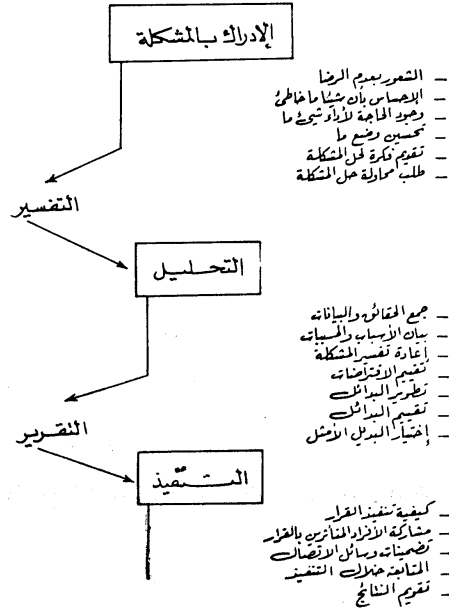 الإدراك بالمشكلة
– الشعور بعدم الرضا
– الإحساس بأن شيئا ما خاطئ
– وجود الحاجة لأداء شيئ ما
– تحسين وضع ما
– تقويم فكرة لحل المشكلة
– طلب محاولة حل المشكلة
التفسير
التحليل
– جمع الحقائق والبيانات
– بيان الأسباب والمسببات
– إعادة تفسير المشكلة
– تقييم الافتراضات
– تطوير البدائل
– تقييم البدائل
– إختيار البديل الأمثل
التقرير
التنفيذ
– كيفية تنفيذ القرار
– مشاركة الأفراد المتأثرين بالقرار
– تضمينات وسائل الاتصال
– المتابعة خلال التنفيذ
– تقويم النتائج